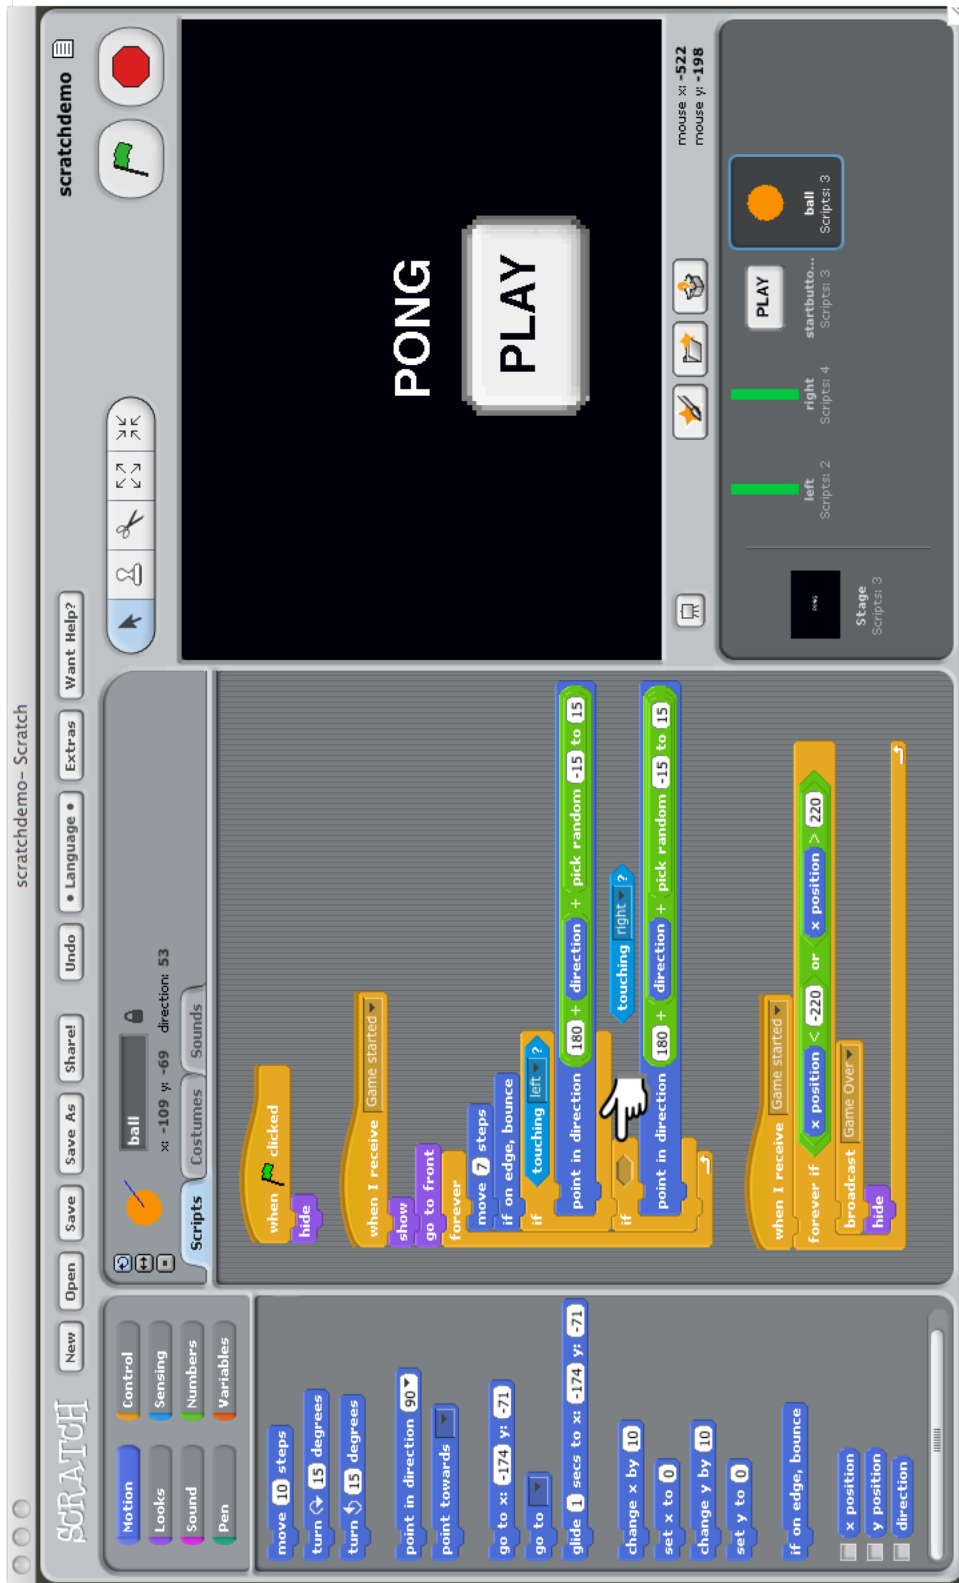 scratchdemo- Scratch
SCRATCH
New Open Save Save As Share! Undo • Language • Extras Want Help?
scratchdemo
Motion Control
Looks Sensing
Sound Numbers
Pen Variables
move 10 steps
turn 15 degrees
turn 15 degrees
point in direction 90
point towards
go to x: -174 y: -71
go to
glide 1 secs to x: -174 y: -71
change x by 10
set x to 0
change y by 10
set y to 0
if on edge, bounce
x position
y position
direction
ball
x: -109 y: -69 direction: 53
Scripts Costumes Sounds
when clicked
hide
when I receive Game started
show
go to front
forever
move 7 steps
if on edge, bounce
if touching left ?
point in direction 180 + direction + pick random -15 to 15
touching right ?
if
point in direction 180 + direction + pick random -15 to 15
when I receive Game started
forever if x position < -220 or x position > 220
broadcast Game Over
hide
PONG
PLAY
mouse x: -522
mouse y: -198
PONG
Stage
Scripts: 3
left
Scripts: 2
right
Scripts: 4
PLAY
startbutto...
Scripts: 3
ball
Scripts: 3